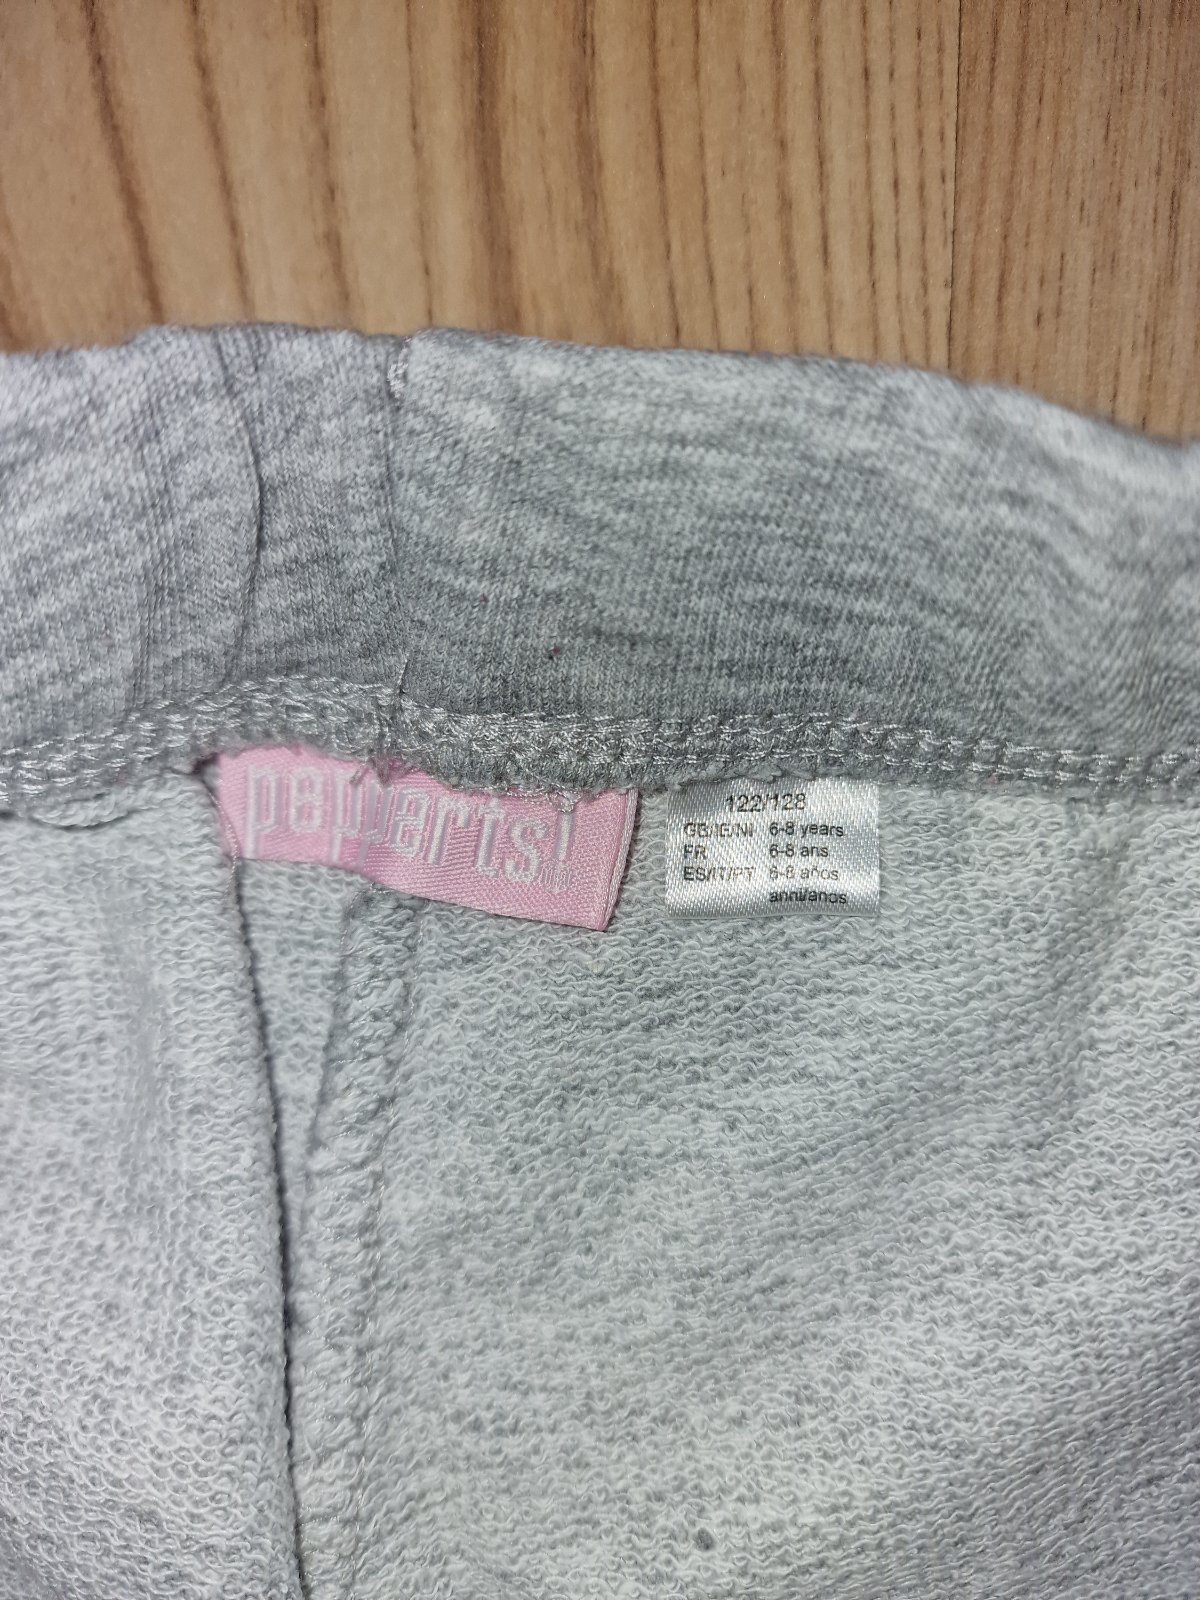 pepperts!
122/128
GB/IE/NI 6-8 years
FR 6-8 ans
ES/IT/PT 6-8 años
anni/anos